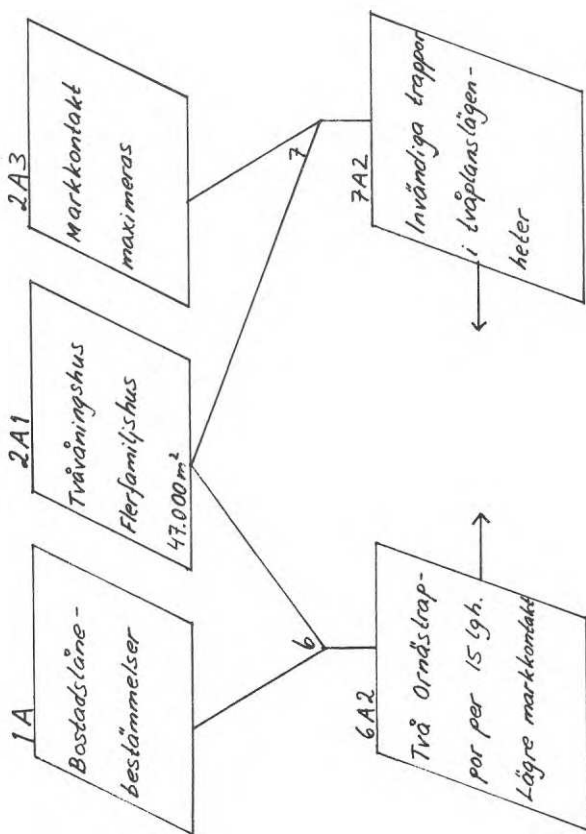 1A
Bostadslåne-
bestämmelser
2A1
Tvåvåningshus
Flerfamiljshus
47.000 m²
2A3
Markkontakt
maximeras
6
7
6A2
Två Ornästrap-
por per 15 lgh.
Lägre markkontakt
7A2
Invändiga trappor
i tvåplanslägen-
heter